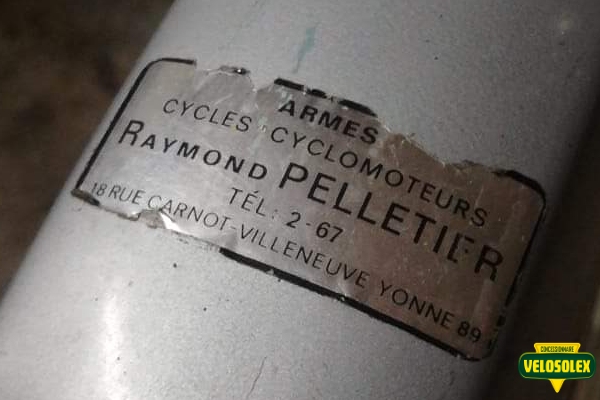 ARMES
CYCLES CYCLOMOTEURS
RAYMOND PELLETIER
TÉL: 2-67
18 RUE CARNOT-VILLENEUVE YONNE 89
CONCESSIONNAIRE
VELOSOLEX